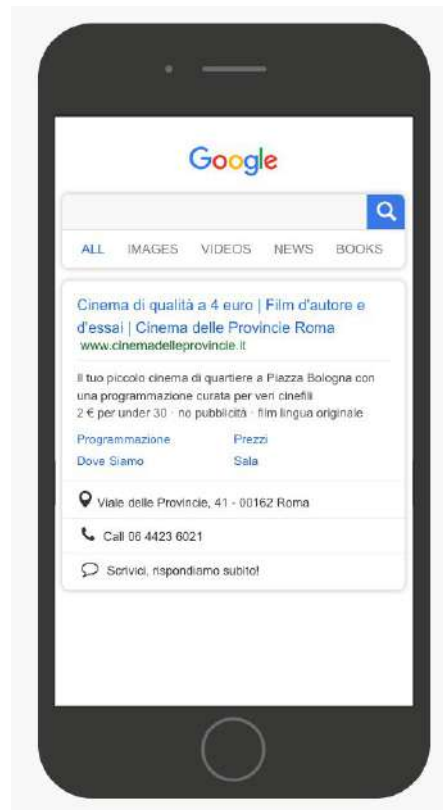 Google
ALL IMAGES VIDEOS NEWS BOOKS
Cinema di qualità a 4 euro | Film d'autore e
d'essai | Cinema delle Provincie Roma
www.cinemadelleprovincie.it
Il tuo piccolo cinema di quartiere a Piazza Bologna con
una programmazione curata per veri cinefili
2 € per under 30 · no pubblicità · film lingua originale
Programmazione Prezzi
Dove Siamo Sala
Viale delle Provincie, 41 - 00162 Roma
Call 06 4423 6021
Scrivici, rispondiamo subito!